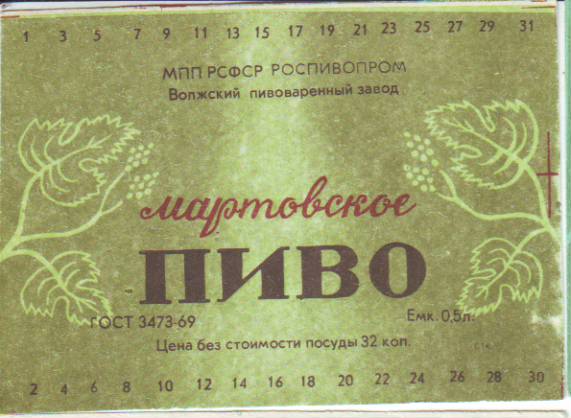 1 3 5 7 9 11 13 15 17 19 21 23 25 27 29 31
МПП РСФСР РОСПИВОПРОМ
Волжский пивоваренный завод
мартовское
ПИВО
ГОСТ 3473-69
Емк. 0,5л.
Цена без стоимости посуды 32 коп.
2 4 6 8 10 12 14 16 18 20 22 24 26 28 30